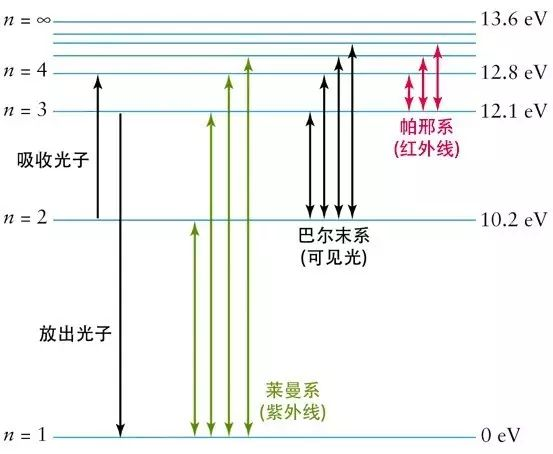 n = ∞
13.6 eV
n = 4
12.8 eV
n = 3
12.1 eV
帕邢系
(红外线)
吸收光子
n = 2
10.2 eV
巴尔末系
(可见光)
放出光子
莱曼系
(紫外线)
n = 1
0 eV